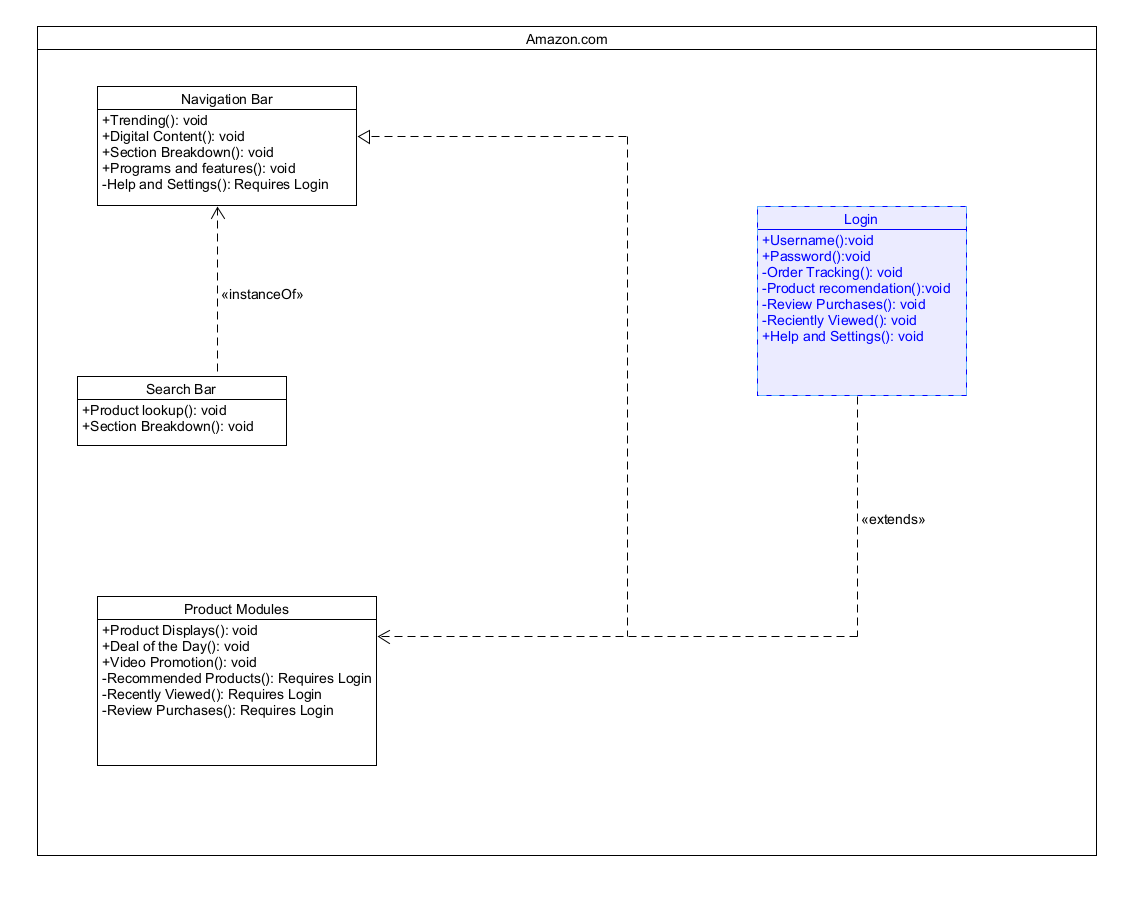 Amazon.com
Navigation Bar
+Trending(): void
+Digital Content(): void
+Section Breakdown(): void
+Programs and features(): void
-Help and Settings(): Requires Login
Login
+Username():void
+Password():void
-Order Tracking(): void
-Product recomendation():void
-Review Purchases(): void
-Reciently Viewed(): void
+Help and Settings(): void
«instanceOf»
Search Bar
+Product lookup(): void
+Section Breakdown(): void
«extends»
Product Modules
+Product Displays(): void
+Deal of the Day(): void
+Video Promotion(): void
-Recommended Products(): Requires Login
-Recently Viewed(): Requires Login
-Review Purchases(): Requires Login